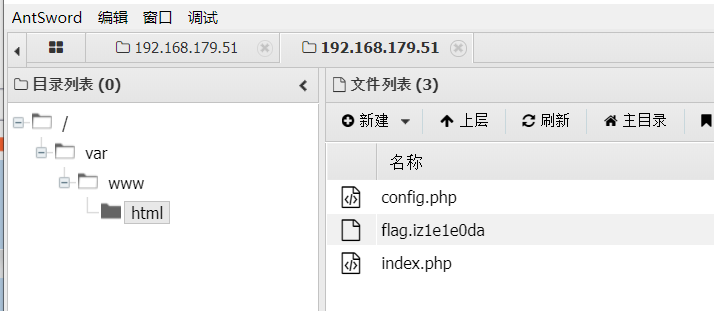 AntSword 编辑 窗口 调试
192.168.179.51 192.168.179.51
目录列表 (0) 文件列表 (3)
新建 上层 刷新 主目录
/
var
www
html
名称
config.php
flag.iz1e1e0da
index.php